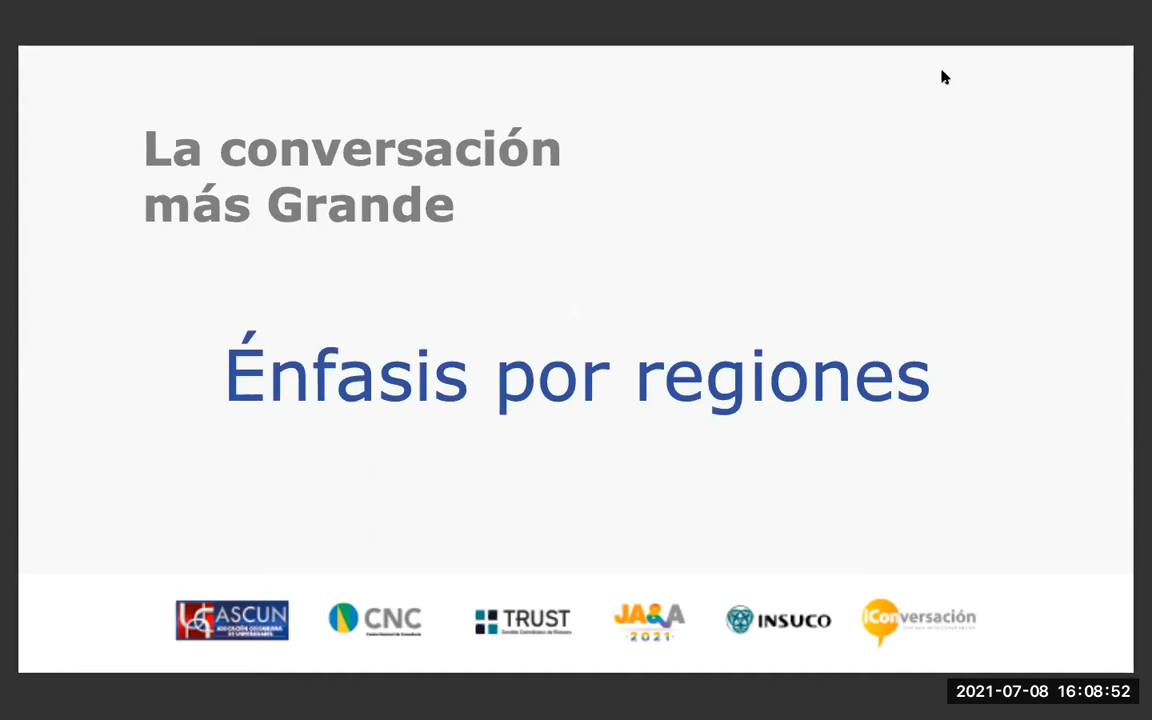 La conversación
más Grande
Énfasis por regiones
ASCUN
CNC
TRUST
JA&A
2021
INSUCO
IConversación
2021-07-08 16:08:52